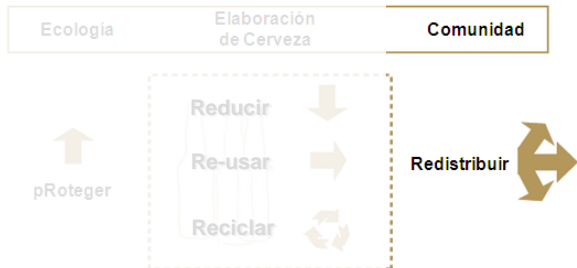 Ecología
Elaboración
de Cerveza
Comunidad
Reducir
Re-usar
Redistribuir
pRoteger
Reciclar